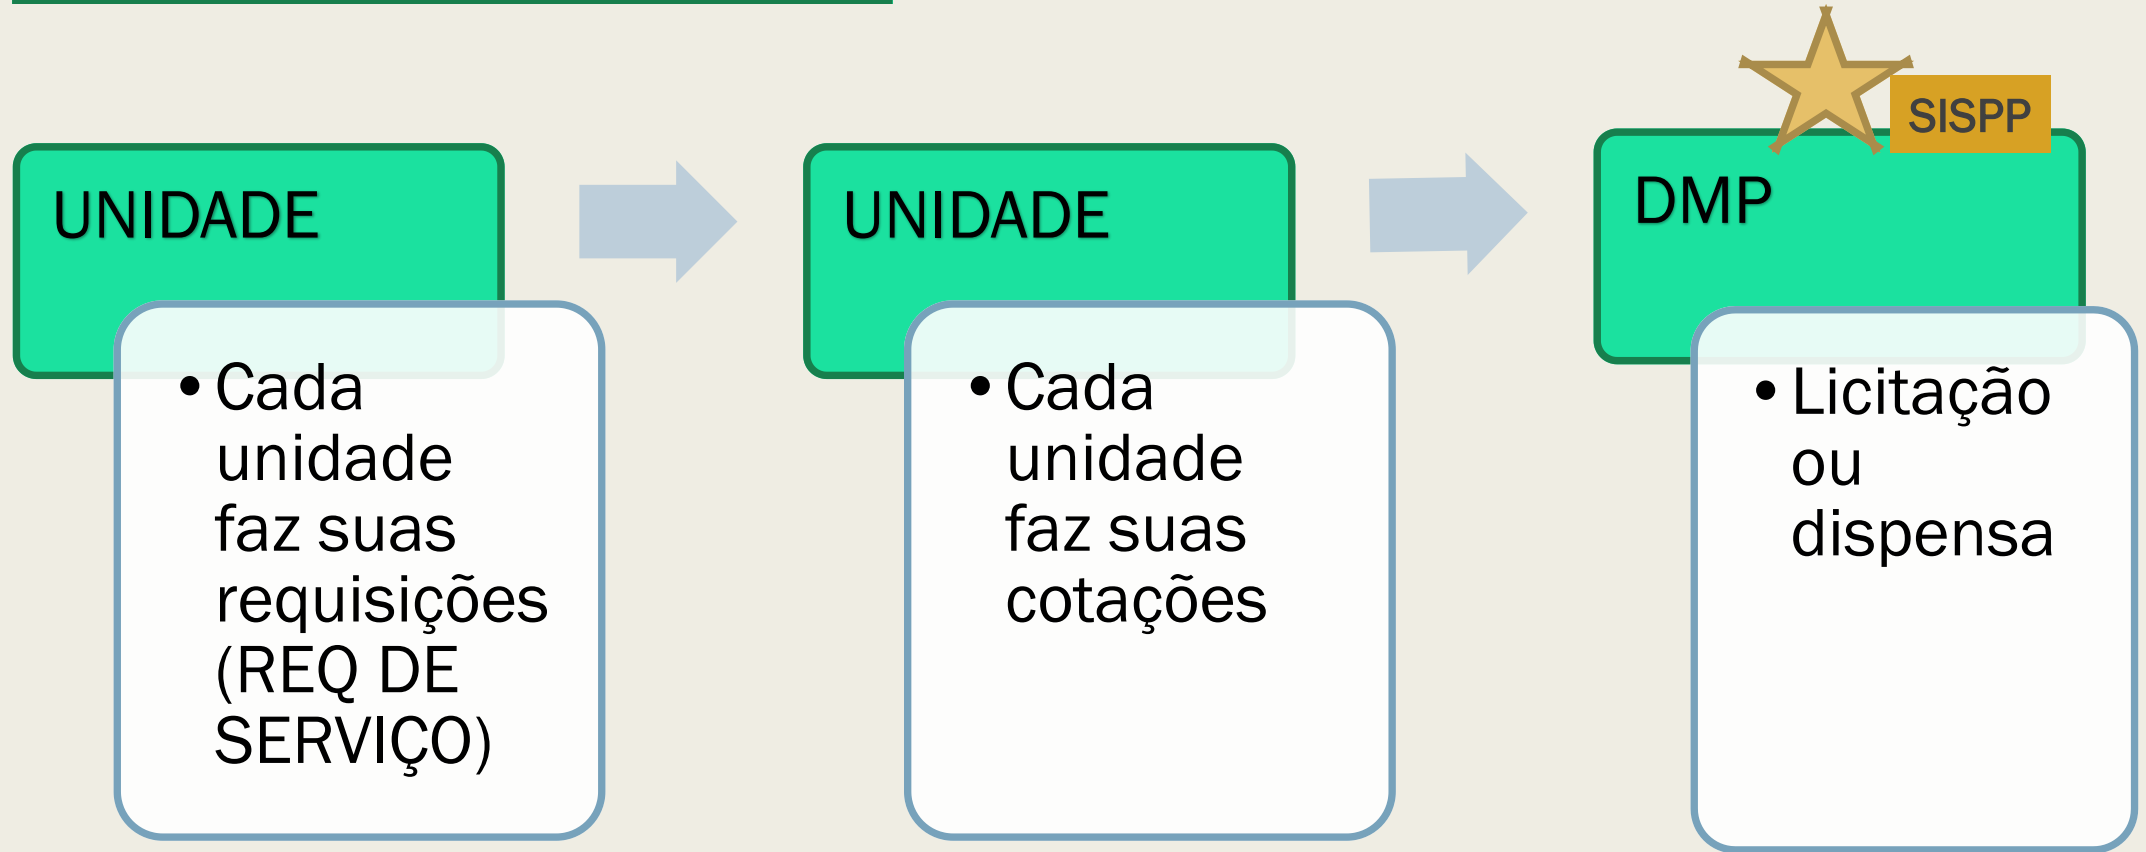 UNIDADE
• Cada
unidade
faz suas
requisições
(REQ DE
SERVIÇO)
UNIDADE
• Cada
unidade
faz suas
cotações
SISPP
DMP
• Licitação
ou
dispensa